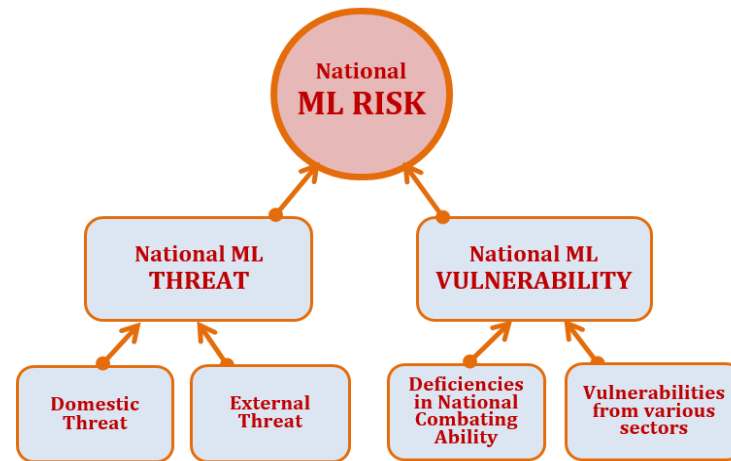 National
ML RISK
National ML
THREAT
National ML
VULNERABILITY
Domestic
Threat
External
Threat
Deficiencies
in National
Combating
Ability
Vulnerabilities
from various
sectors